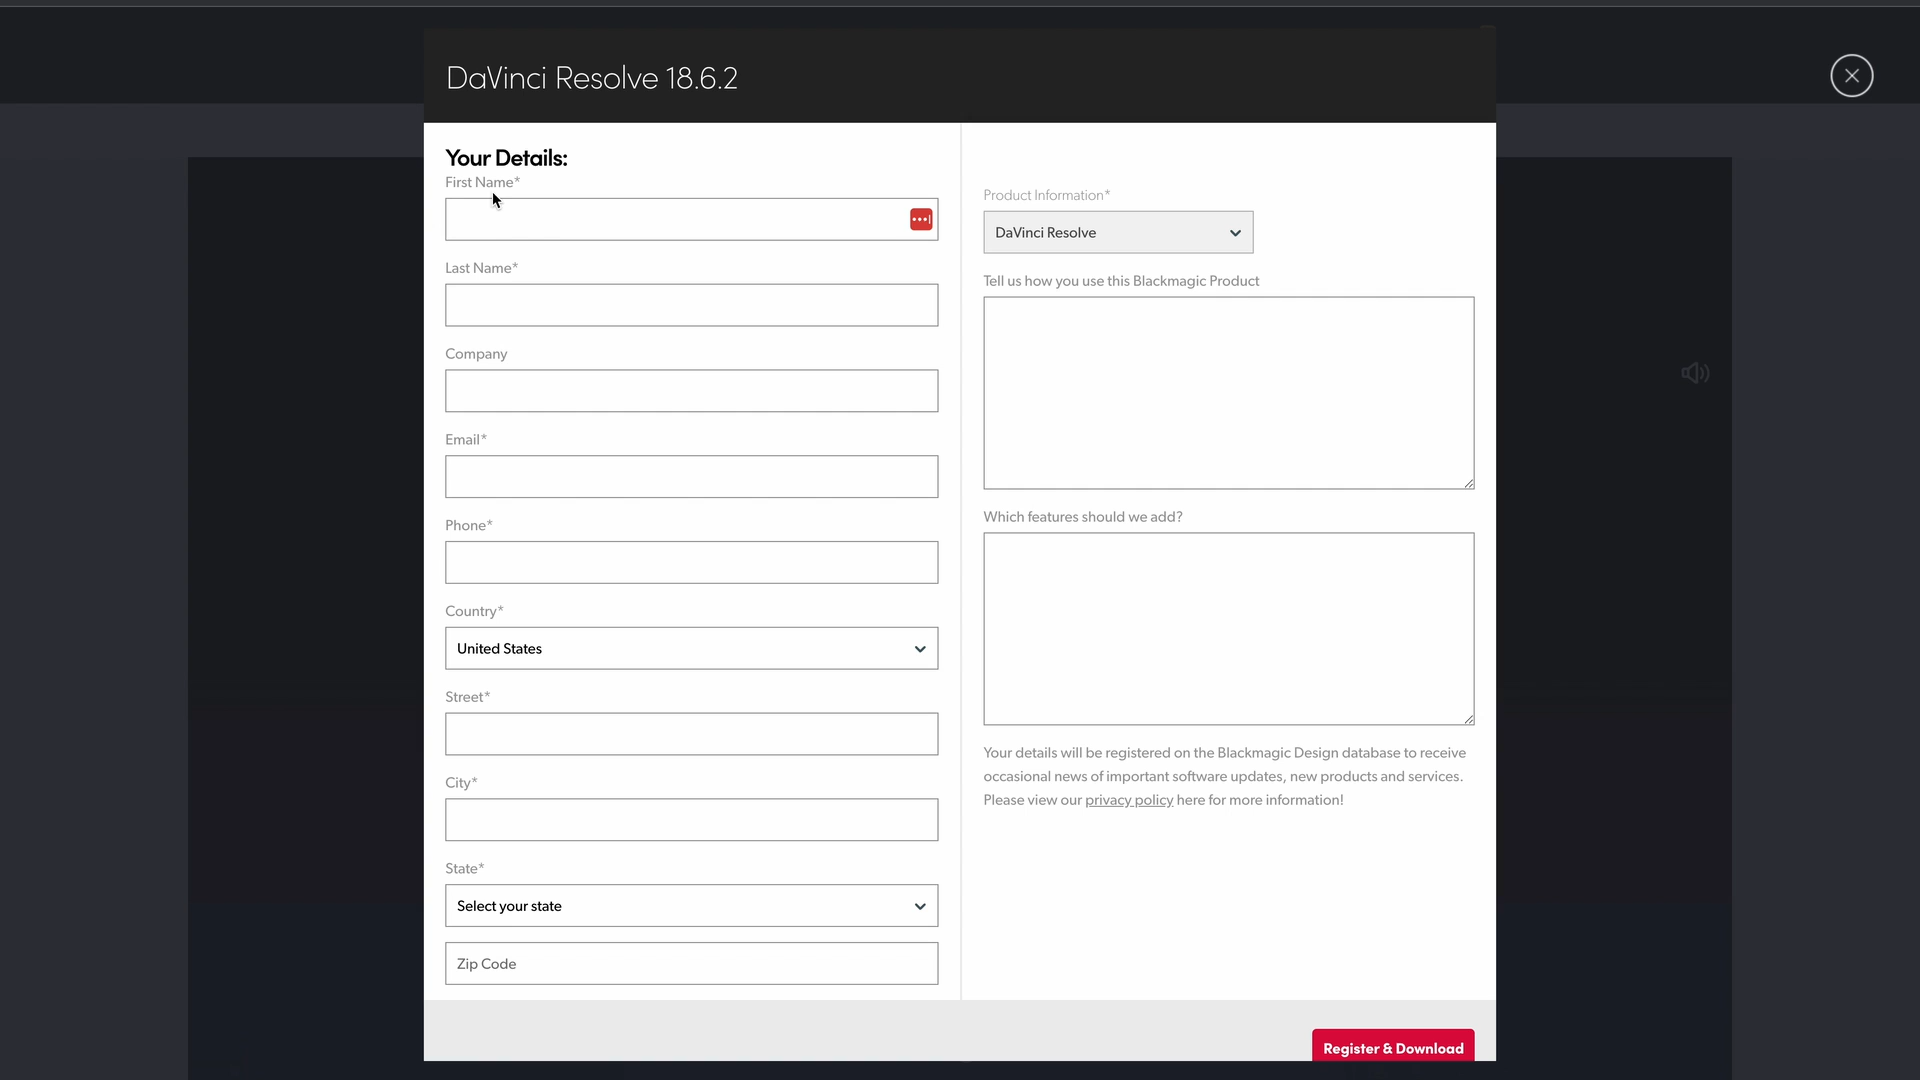 DaVinci Resolve 18.6.2
Your Details:
First Name*
Last Name*
Company
Email*
Phone*
Country*
United States
Street*
City*
State*
Select your state
Zip Code
Product Information*
DaVinci Resolve
Tell us how you use this Blackmagic Product
Which features should we add?
Your details will be registered on the Blackmagic Design database to receive
occasional news of important software updates, new products and services.
Please view our privacy policy here for more information!
Register & Download